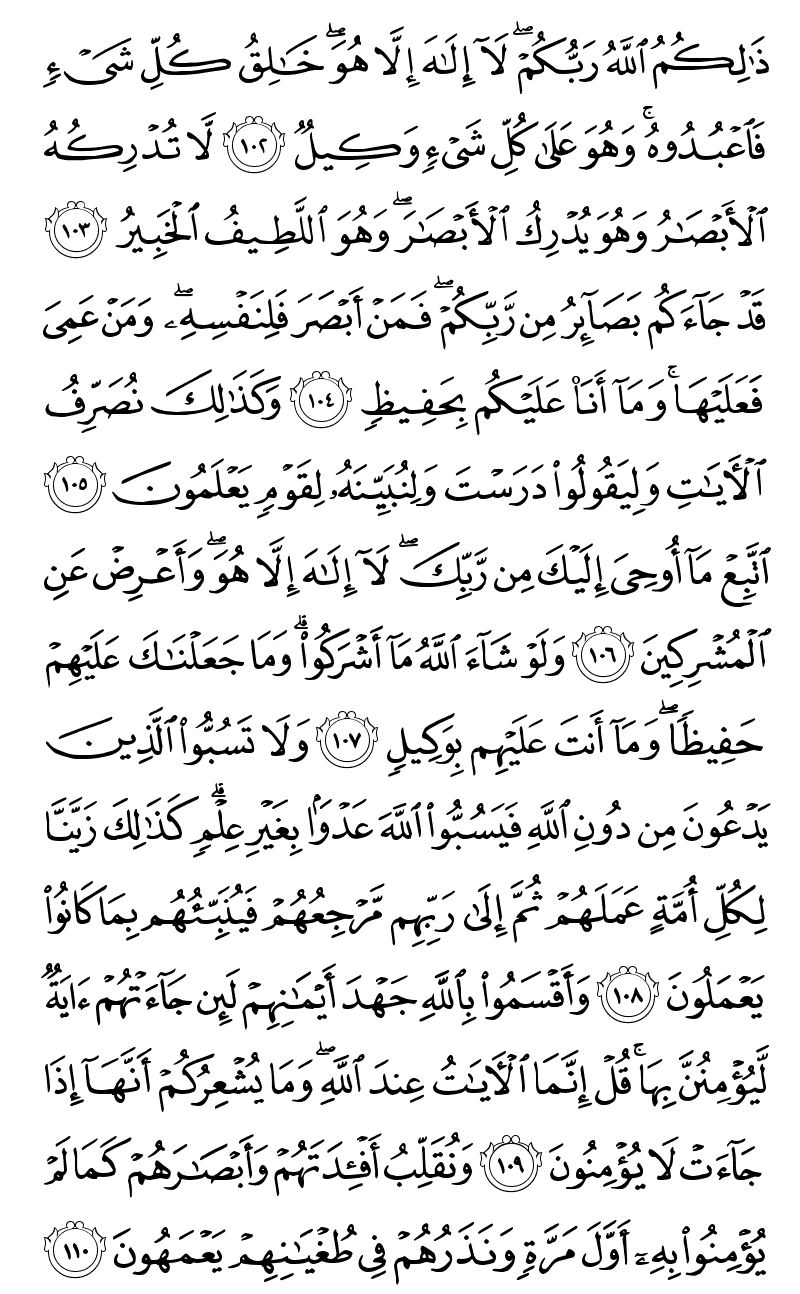 ذَٰلِكُمُ ٱللَّهُ رَبُّكُمۡۖ لَآ إِلَٰهَ إِلَّا هُوَۖ خَٰلِقُ كُلِّ شَيۡءٖ
فَٱعۡبُدُوهُۚ وَهُوَ عَلَىٰ كُلِّ شَيۡءٖ وَكِيلٞ ١٠٢ لَّا تُدۡرِكُهُ
ٱلۡأَبۡصَٰرُ وَهُوَ يُدۡرِكُ ٱلۡأَبۡصَٰرَۖ وَهُوَ ٱللَّطِيفُ ٱلۡخَبِيرُ ١٠٣
قَدۡ جَآءَكُم بَصَآئِرُ مِن رَّبِّكُمۡۖ فَمَنۡ أَبۡصَرَ فَلِنَفۡسِهِۦۖ وَمَنۡ عَمِيَ
فَعَلَيۡهَاۚ وَمَآ أَنَا۠ عَلَيۡكُم بِحَفِيظٖ ١٠٤ وَكَذَٰلِكَ نُصَرِّفُ
ٱلۡأٓيَٰتِ وَلِيَقُولُواْ دَرَسۡتَ وَلِنُبَيِّنَهُۥ لِقَوۡمٖ يَعۡلَمُونَ ١٠٥
ٱتَّبِعۡ مَآ أُوحِيَ إِلَيۡكَ مِن رَّبِّكَۖ لَآ إِلَٰهَ إِلَّا هُوَۖ وَأَعۡرِضۡ عَنِ
ٱلۡمُشۡرِكِينَ ١٠٦ وَلَوۡ شَآءَ ٱللَّهُ مَآ أَشۡرَكُواْۗ وَمَا جَعَلۡنَٰكَ عَلَيۡهِمۡ
حَفِيظٗاۖ وَمَآ أَنتَ عَلَيۡهِم بِوَكِيلٖ ١٠٧ وَلَا تَسُبُّواْ ٱلَّذِينَ
يَدۡعُونَ مِن دُونِ ٱللَّهِ فَيَسُبُّواْ ٱللَّهَ عَدۡوَۢا بِغَيۡرِ عِلۡمٖۗ كَذَٰلِكَ زَيَّنَّا
لِكُلِّ أُمَّةٍ عَمَلَهُمۡ ثُمَّ إِلَىٰ رَبِّهِم مَّرۡجِعُهُمۡ فَيُنَبِّئُهُم بِمَا كَانُواْ
يَعۡمَلُونَ ١٠٨ وَأَقۡسَمُواْ بِٱللَّهِ جَهۡدَ أَيۡمَٰنِهِمۡ لَئِن جَآءَتۡهُمۡ ءَايَةٞ
لَّيُؤۡمِنُنَّ بِهَاۚ قُلۡ إِنَّمَا ٱلۡأٓيَٰتُ عِندَ ٱللَّهِۖ وَمَا يُشۡعِرُكُمۡ أَنَّهَآ إِذَا
جَآءَتۡ لَا يُؤۡمِنُونَ ١٠٩ وَنُقَلِّبُ أَفۡـِٔدَتَهُمۡ وَأَبۡصَٰرَهُمۡ كَمَا لَمۡ
يُؤۡمِنُواْ بِهِۦٓ أَوَّلَ مَرَّةٖ وَنَذَرُهُمۡ فِي طُغۡيَٰنِهِمۡ يَعۡمَهُونَ ١١٠